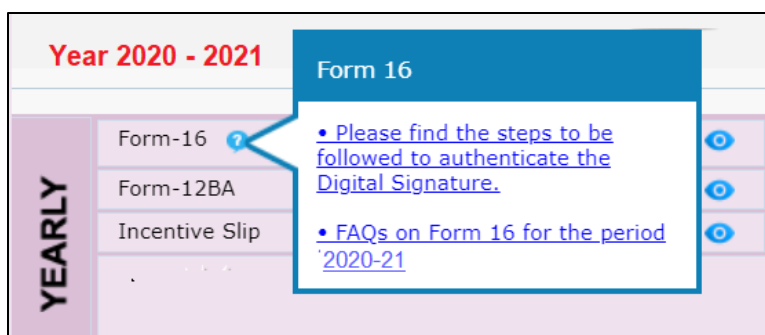 Year 2020 - 2021
Form 16
Form-16 ?
• Please find the steps to be
followed to authenticate the
Digital Signature.
Form-12BA
Incentive Slip
• FAQs on Form 16 for the period
'2020-21
YEARLY